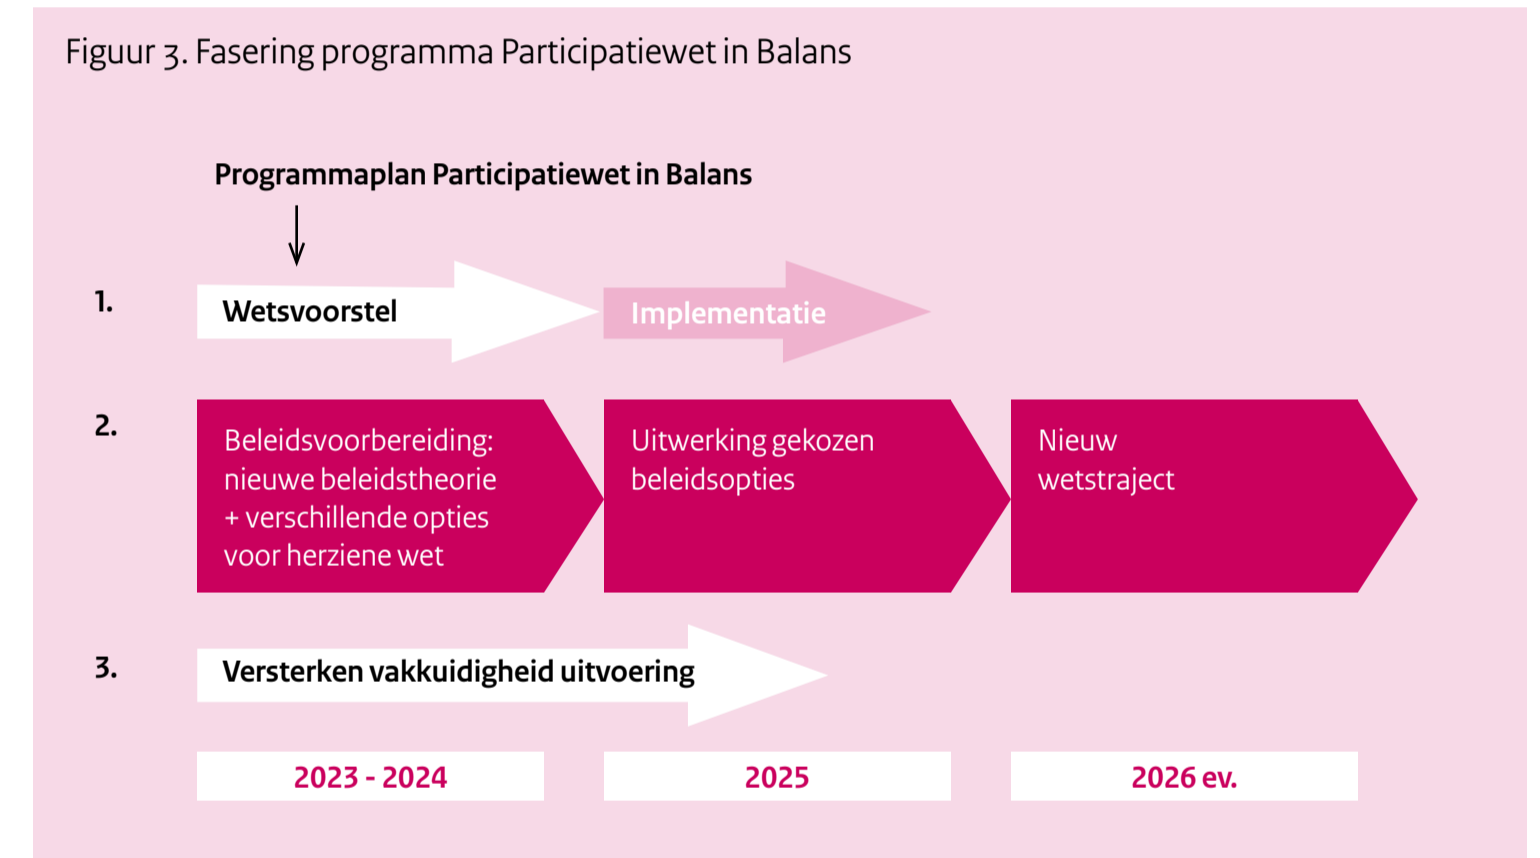 Figuur 3. Fasering programma Participatiewet in Balans
Programmaplan Participatiewet in Balans
1.
Wetsvoorstel
Implementatie
2.
Beleidsvoorbereiding:
nieuwe beleidstheorie
+ verschillende opties
voor herziene wet
Uitwerking gekozen
beleidsopties
Nieuw
wetstraject
3.
Versterken vakkuidigheid uitvoering
2023 - 2024
2025
2026 ev.